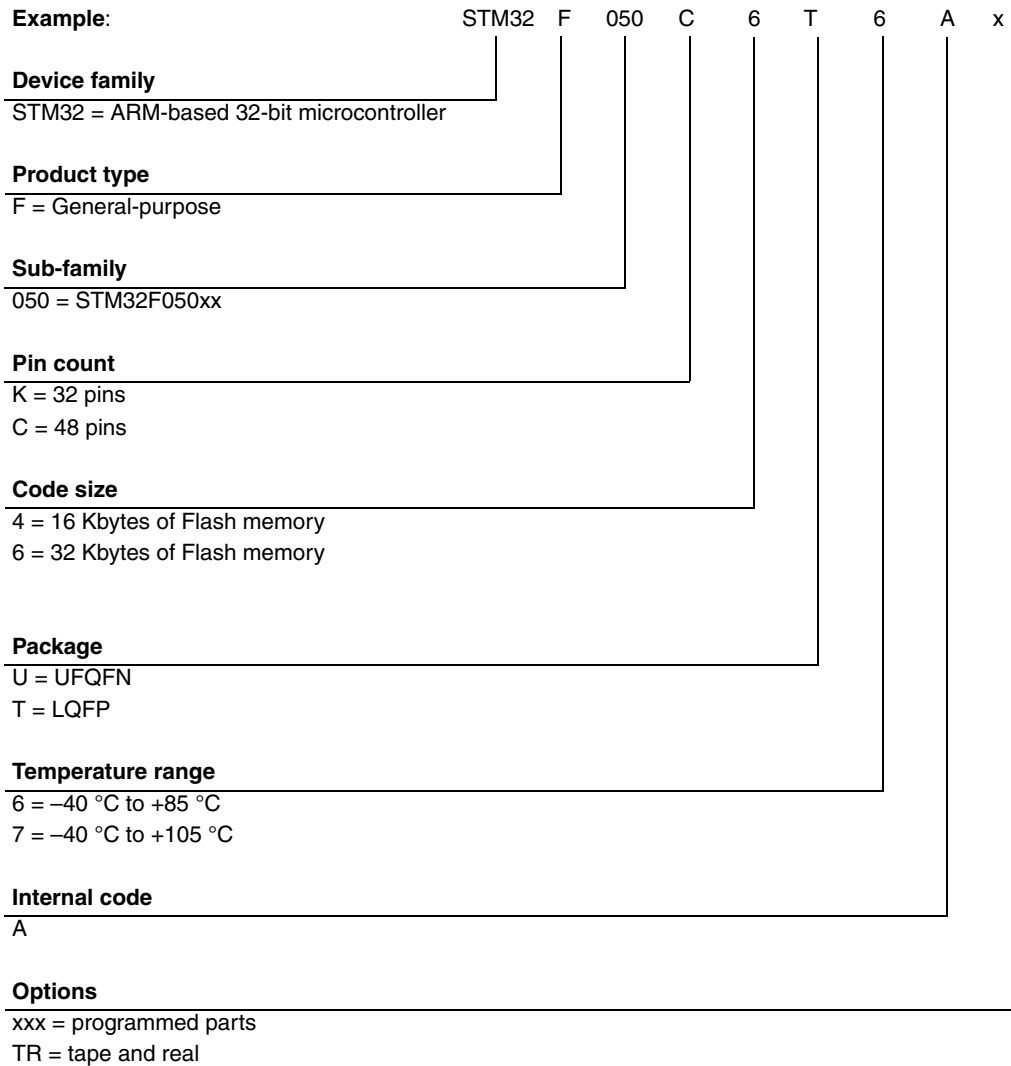 Example: STM32 F 050 C 6 T 6 A x
Device family
STM32 = ARM-based 32-bit microcontroller
Product type
F = General-purpose
Sub-family
050 = STM32F050xx
Pin count
K = 32 pins
C = 48 pins
Code size
4 = 16 Kbytes of Flash memory
6 = 32 Kbytes of Flash memory
Package
U = UFQFN
T = LQFP
Temperature range
6 = –40 °C to +85 °C
7 = –40 °C to +105 °C
Internal code
A
Options
xxx = programmed parts
TR = tape and real